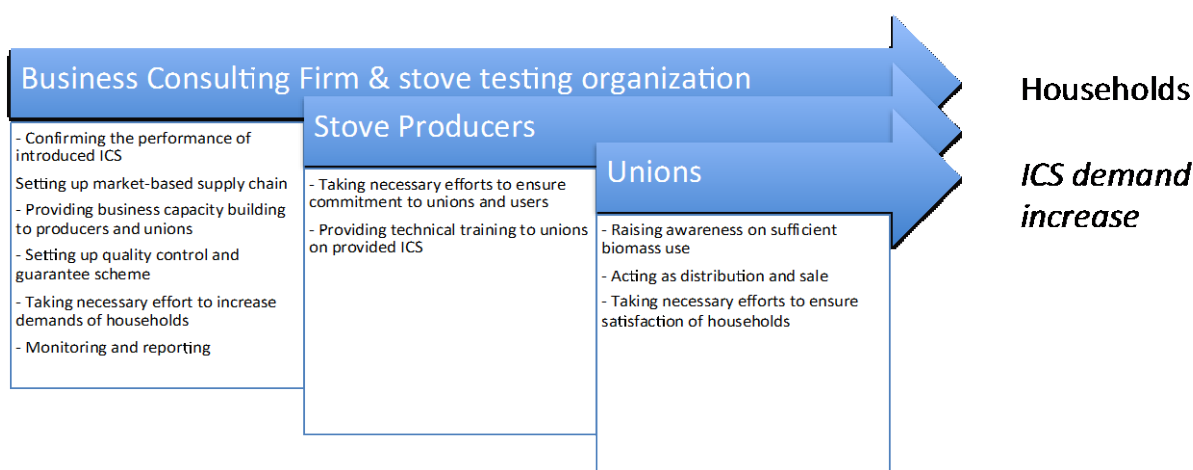 Business Consulting Firm & stove testing organization
- Confirming the performance of
introduced ICS
Setting up market-based supply chain
- Providing business capacity building
to producers and unions
- Setting up quality control and
guarantee scheme
- Taking necessary effort to increase
demands of households
- Monitoring and reporting
Stove Producers
- Taking necessary efforts to ensure
commitment to unions and users
- Providing technical training to unions
on provided ICS
Unions
- Raising awareness on sufficient
biomass use
- Acting as distribution and sale
- Taking necessary efforts to ensure
satisfaction of households
Households
ICS demand
increase